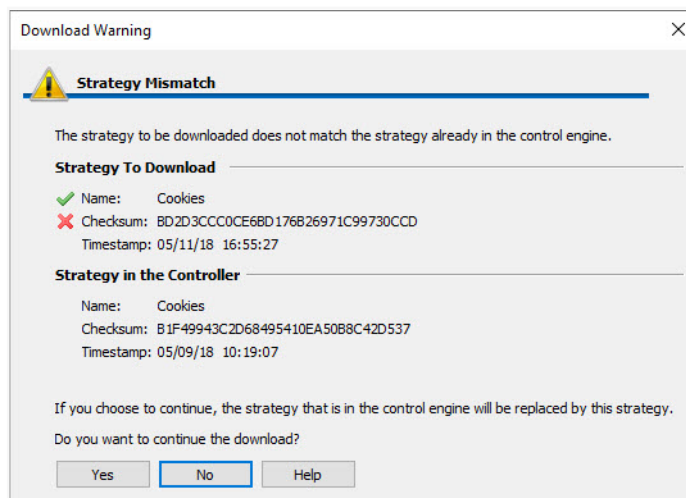 Download Warning
Strategy Mismatch
The strategy to be downloaded does not match the strategy already in the control engine.
Strategy To Download
Name: Cookies
Checksum: BD2D3CCC0CE6BD176B26971C99730CCD
Timestamp: 05/11/18 16:55:27
Strategy in the Controller
Name: Cookies
Checksum: B1F49943C2D68495410EA50B8C42D537
Timestamp: 05/09/18 10:19:07
If you choose to continue, the strategy that is in the control engine will be replaced by this strategy.
Do you want to continue the download?
Yes No Help